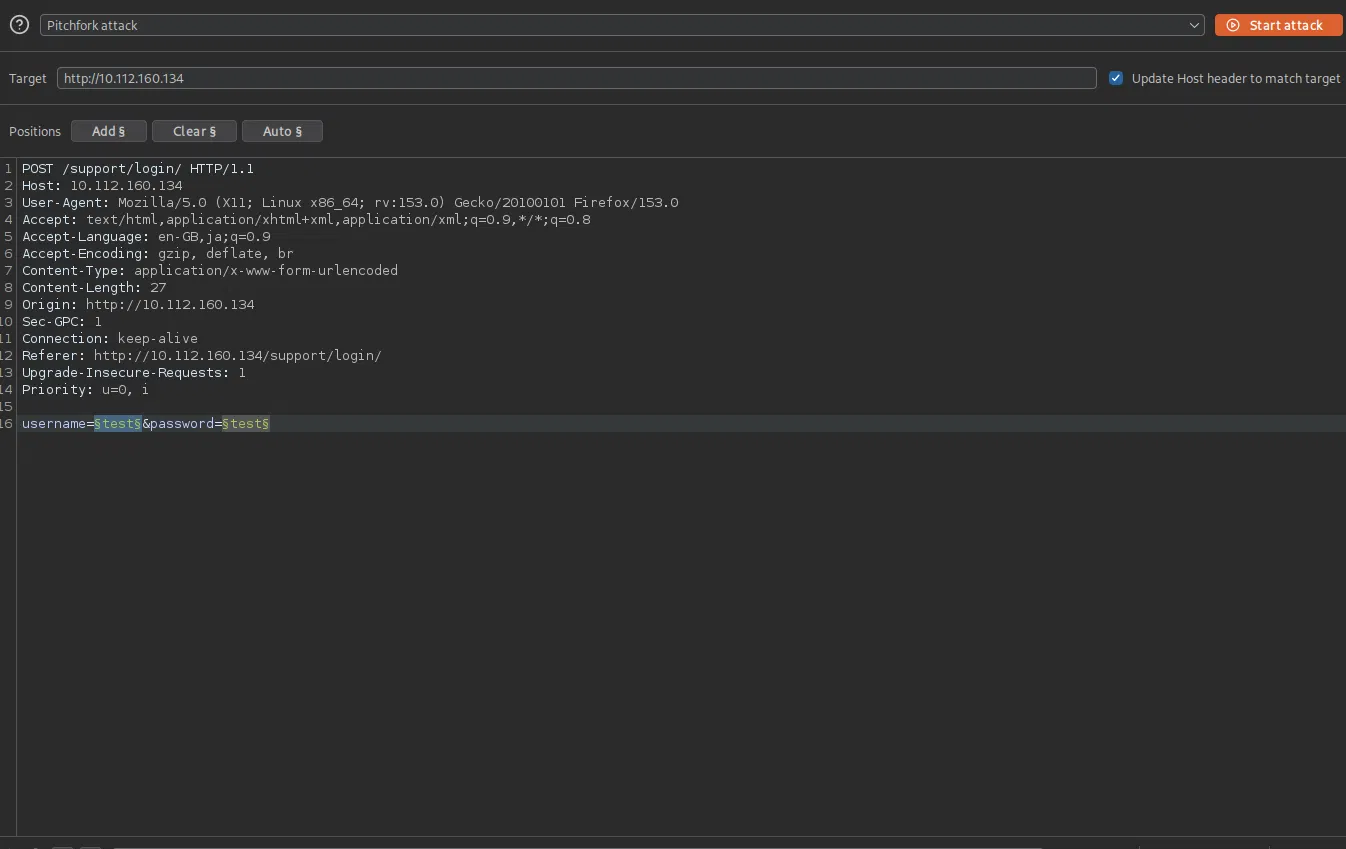 Pitchfork attack
Start attack
Target http://10.112.160.134 Update Host header to match target
Positions Add § Clear § Auto §
1 POST /support/login/ HTTP/1.1
2 Host: 10.112.160.134
3 User-Agent: Mozilla/5.0 (X11; Linux x86_64; rv:153.0) Gecko/20100101 Firefox/153.0
4 Accept: text/html,application/xhtml+xml,application/xml;q=0.9,*/*;q=0.8
5 Accept-Language: en-GB,ja;q=0.9
6 Accept-Encoding: gzip, deflate, br
7 Content-Type: application/x-www-form-urlencoded
8 Content-Length: 27
9 Origin: http://10.112.160.134
10 Sec-GPC: 1
11 Connection: keep-alive
12 Referer: http://10.112.160.134/support/login/
13 Upgrade-Insecure-Requests: 1
14 Priority: u=0, i
15
16 username=§test§&password=§test§